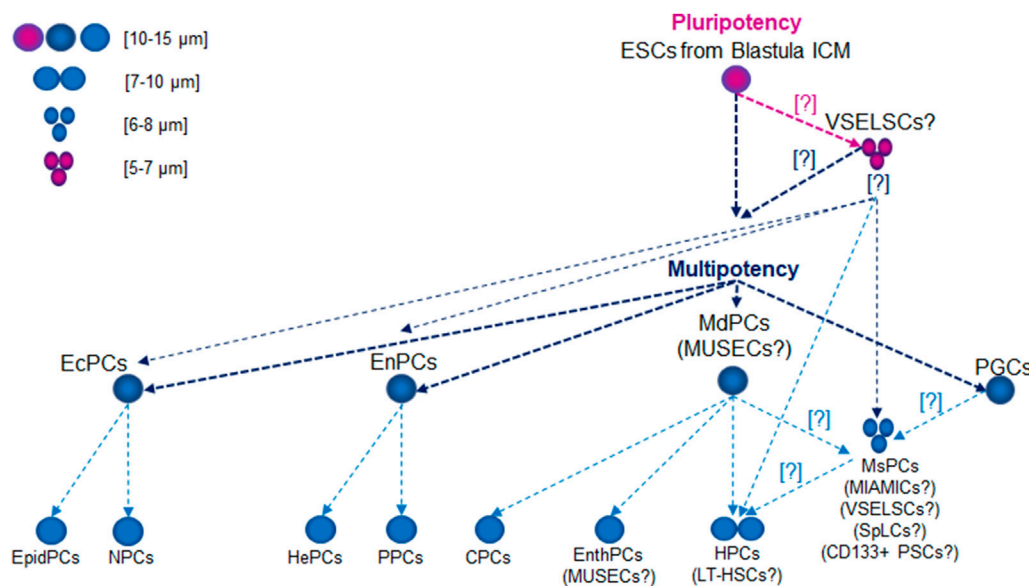 [10-15 µm]
[7-10 µm]
[6-8 µm]
[5-7 µm]
Pluripotency
ESCs from Blastula ICM
[?]
VSELSCs?
[?]
[?]
Multipotency
EcPCs
EnPCs
MdPCs
(MUSECs?)
PGCs
[?]
[?]
[?]
MsPCs
(MIAMICs?)
(VSELSCs?)
(SpLCs?)
(CD133+ PSCs?)
EpidPCs
NPCs
HePCs
PPCs
CPCs
EnthPCs
(MUSECs?)
HPCs
(LT-HSCs?)